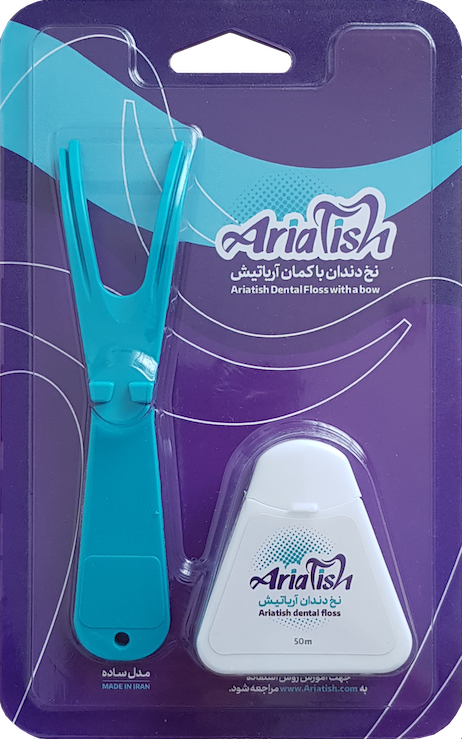 AriaTish
نخ دندان با کمان آریاتیش
Ariatish Dental Floss with a bow
AriaTish
نخ دندان آریاتیش
Ariatish dental floss
50m
مدل ساده
MADE IN IRAN
جهت آموزش روش استفاده
به www.Ariatish.com مراجعه شود.